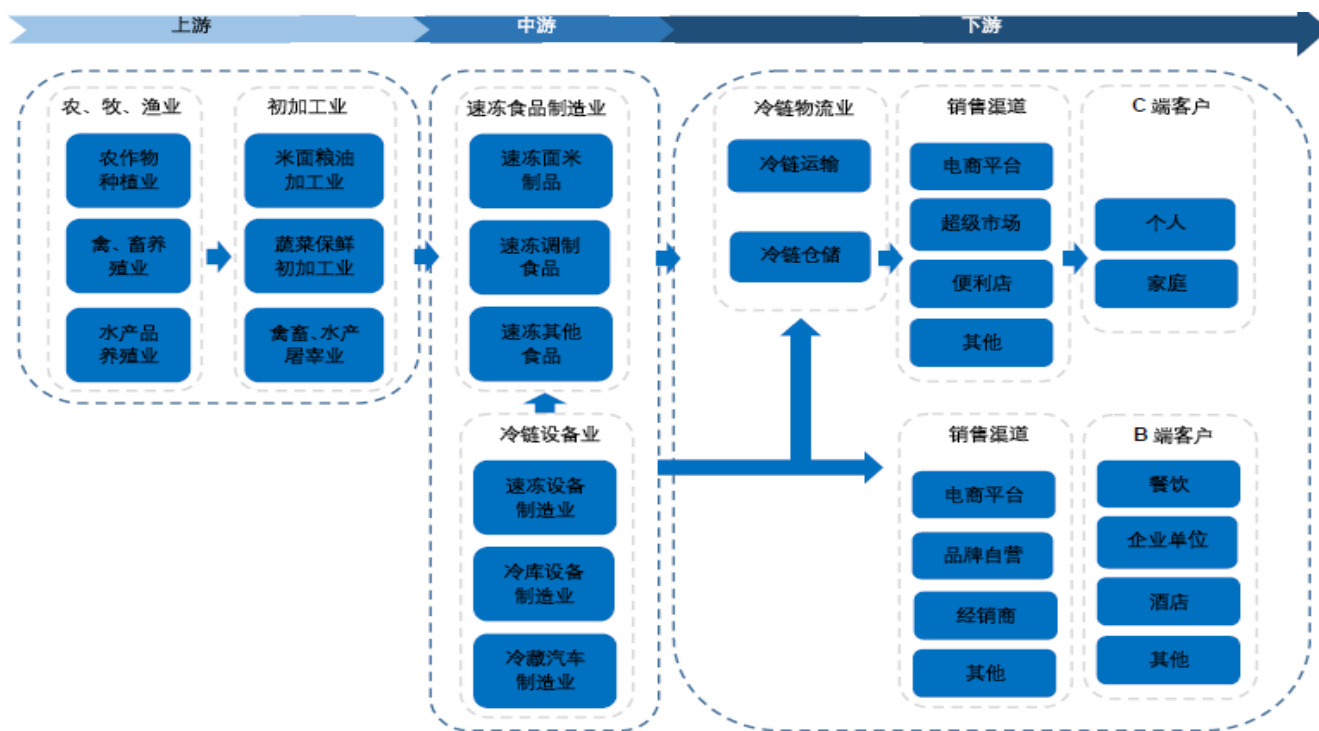 上游
中游
下游
农、牧、渔业
农作物
种植业
禽、畜养
殖业
水产品
养殖业
初加工业
米面粮油
加工业
蔬菜保鲜
初加工业
禽畜、水产
屠宰业
速冻食品制造业
速冻面米
制品
速冻调制
食品
速冻其他
食品
冷链设备业
速冻设备
制造业
冷库设备
制造业
冷藏汽车
制造业
冷链物流业
冷链运输
冷链仓储
销售渠道
电商平台
超级市场
便利店
其他
C 端客户
个人
家庭
销售渠道
电商平台
品牌自营
经销商
其他
B 端客户
餐饮
企业单位
酒店
其他